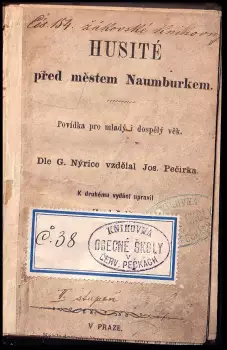 Čís. 154. žákovské knihovny
HUSITÉ
před městem Naumburkem.
Povídka pro mladý i dospělý věk.
Dle G. Nýrice vzdělal Jos. Pečírka.
K druhému vydání upravil
č. 38
KNIHOVNA
OBECNÉ ŠKOLY
V
ČERV. PEČKÁCH
KNIHOVNA
V. stupeň
V PRAZE.